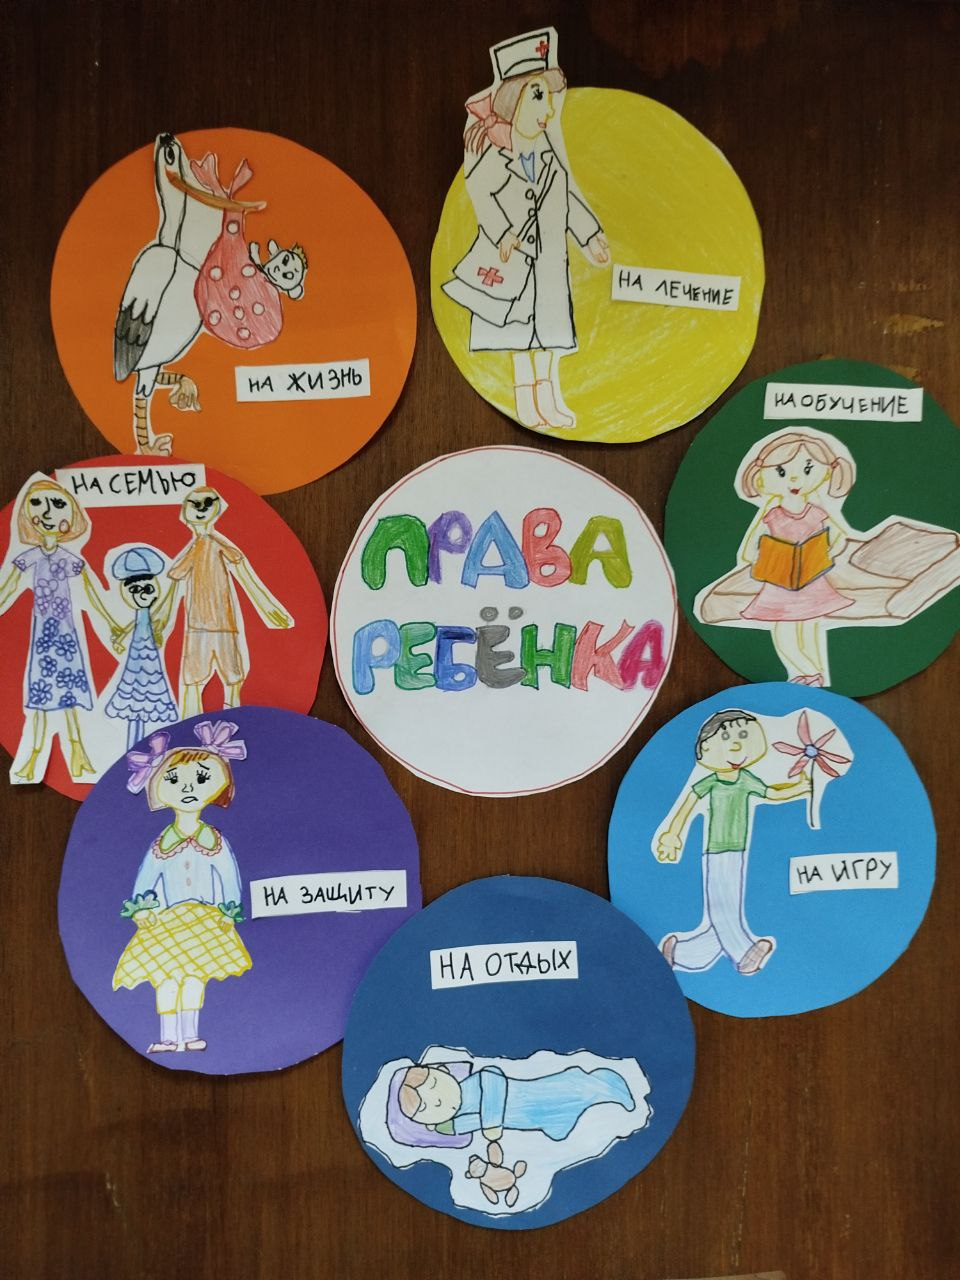 НА ЖИЗНЬ
НА ЛЕЧЕНИЕ
НА ОБУЧЕНИЕ
НА СЕМЬЮ
ПРАВА
РЕБЁНКА
НА ИГРУ
НА ЗАЩИТУ
НА ОТДЫХ